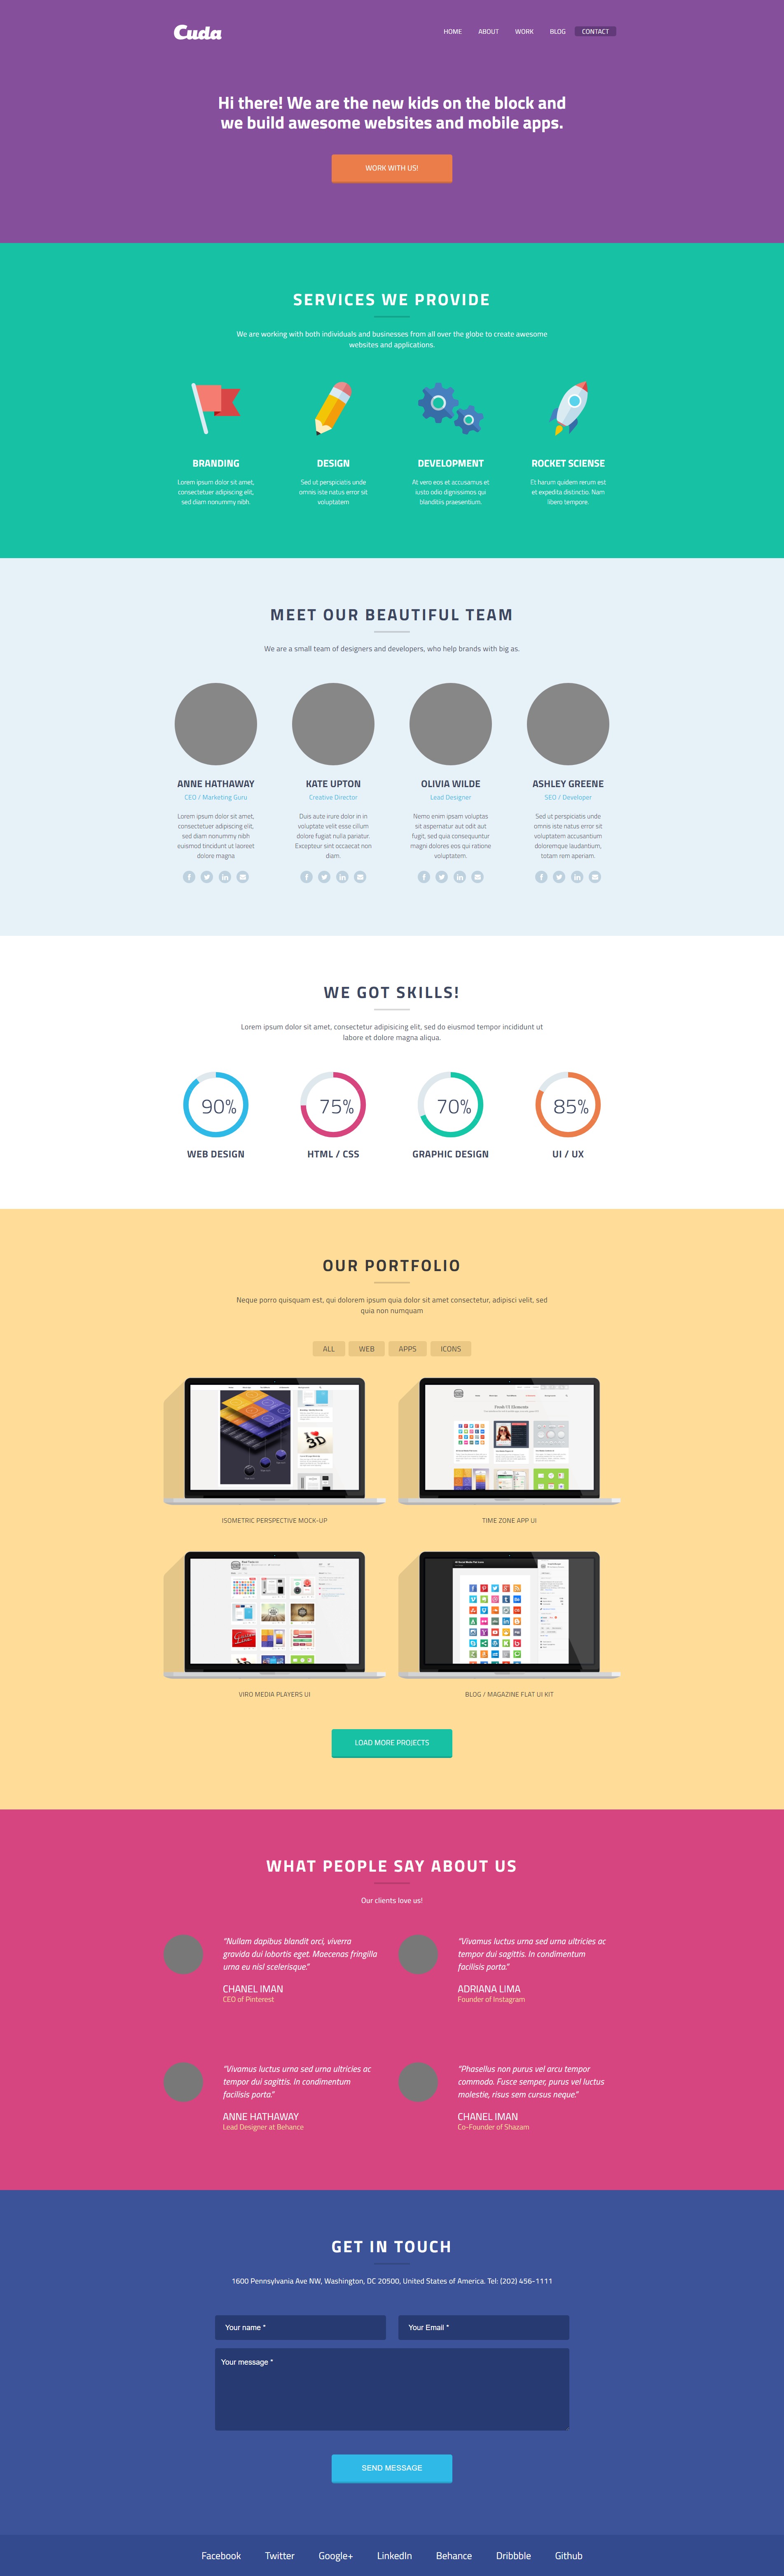 Cuda
HOME ABOUT WORK BLOG CONTACT
Hi there! We are the new kids on the block and
we build awesome websites and mobile apps.
WORK WITH US!
SERVICES WE PROVIDE
We are working with both individuals and businesses from all over the globe to create awesome
websites and applications.
BRANDING
Lorem ipsum dolor sit amet,
consectetuer adipiscing elit,
sed diam nonummy nibh.
DESIGN
Sed ut perspiciatis unde
omnis iste natus error sit
voluptatem
DEVELOPMENT
At vero eos et accusamus et
iusto odio dignissimos qui
blanditiis praesentium
ROCKET SCIENSE
Et harum quidem rerum est
et expedita distinctio. Nam
libero tempore.
MEET OUR BEAUTIFUL TEAM
We are a small team of designers and developers, who help brands with big as.
ANNE HATHAWAY
CEO / Marketing Guru
Lorem ipsum dolor sit amet,
consectetuer adipiscing elit,
sed diam nonummy nibh
euismod tincidunt ut laoreet
dolore magna
KATE UPTON
Creative Director
Duis aute irure dolor in in
voluptate velit esse cillum
dolore fugiat nulla pariatur.
Excepteur sint occaecat non
diam.
OLIVIA WILDE
Lead Designer
Nemo enim ipsam voluptas
sit aspernatur aut odit aut
fugit, sed quia consequuntur
magni dolores eos qui ratione
voluptatem.
ASHLEY GREENE
SEO / Developer
Sed ut perspiciatis unde
omnis iste natus error sit
voluptatem accusantium
doloremque laudantium,
totam rem aperiam.
WE GOT SKILLS!
Lorem ipsum dolor sit amet, consectetur adipisicing elit, sed do eiusmod tempor incididunt ut
labore et dolore magna aliqua.
90%
WEB DESIGN
75%
HTML / CSS
70%
GRAPHIC DESIGN
85%
UI / UX
OUR PORTFOLIO
Neque porro quisquam est, qui dolorem ipsum quia dolor sit amet consectetur, adipisci velit, sed
quia non numquam
ALL WEB APPS ICONS
I
3D
ISOMETRIC PERSPECTIVE MOCK-UP
Fresh UI Elements
TIME ZONE APP UI
VIRO MEDIA PLAYERS UI
BLOG / MAGAZINE FLAT UI KIT
LOAD MORE PROJECTS
WHAT PEOPLE SAY ABOUT US
Our clients love us!
"Nullam dapibus blandit orci, viverra
gravida dui lobortis eget. Maecenas fringilla
urna eu nisl scelerisque."
CHANEL IMAN
CEO of Pinterest
"Vivamus luctus urna sed urna ultricies ac
tempor dui sagittis. In condimentum
facilisis porta."
ADRIANA LIMA
Founder of Instagram
"Vivamus luctus urna sed urna ultricies ac
tempor dui sagittis. In condimentum
facilisis porta."
ANNE HATHAWAY
Lead Designer at Behance
"Phasellus non purus vel arcu tempor
commodo. Fusce semper, purus vel luctus
molestie, risus sem cursus neque."
CHANEL IMAN
Co-Founder of Shazam
GET IN TOUCH
1600 Pennsylvania Ave NW, Washington, DC 20500, United States of America. Tel: (202) 456-1111
Your name *
Your Email *
Your message *
SEND MESSAGE
Facebook Twitter Google+ LinkedIn Behance Dribbble Github